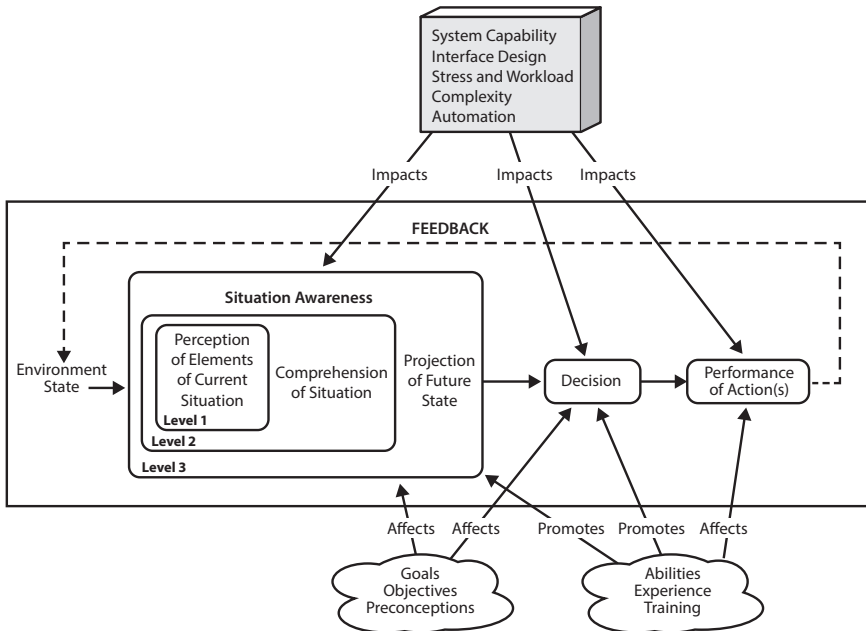 System Capability
Interface Design
Stress and Workload
Complexity
Automation
Impacts
Impacts
Impacts
FEEDBACK
Situation Awareness
Environment
State
Perception
of Elements
of Current
Situation
Level 1
Comprehension
of Situation
Level 2
Projection
of Future
State
Level 3
Decision
Performance
of Action(s)
Affects
Affects
Promotes
Promotes
Affects
Goals
Objectives
Preconceptions
Abilities
Experience
Training